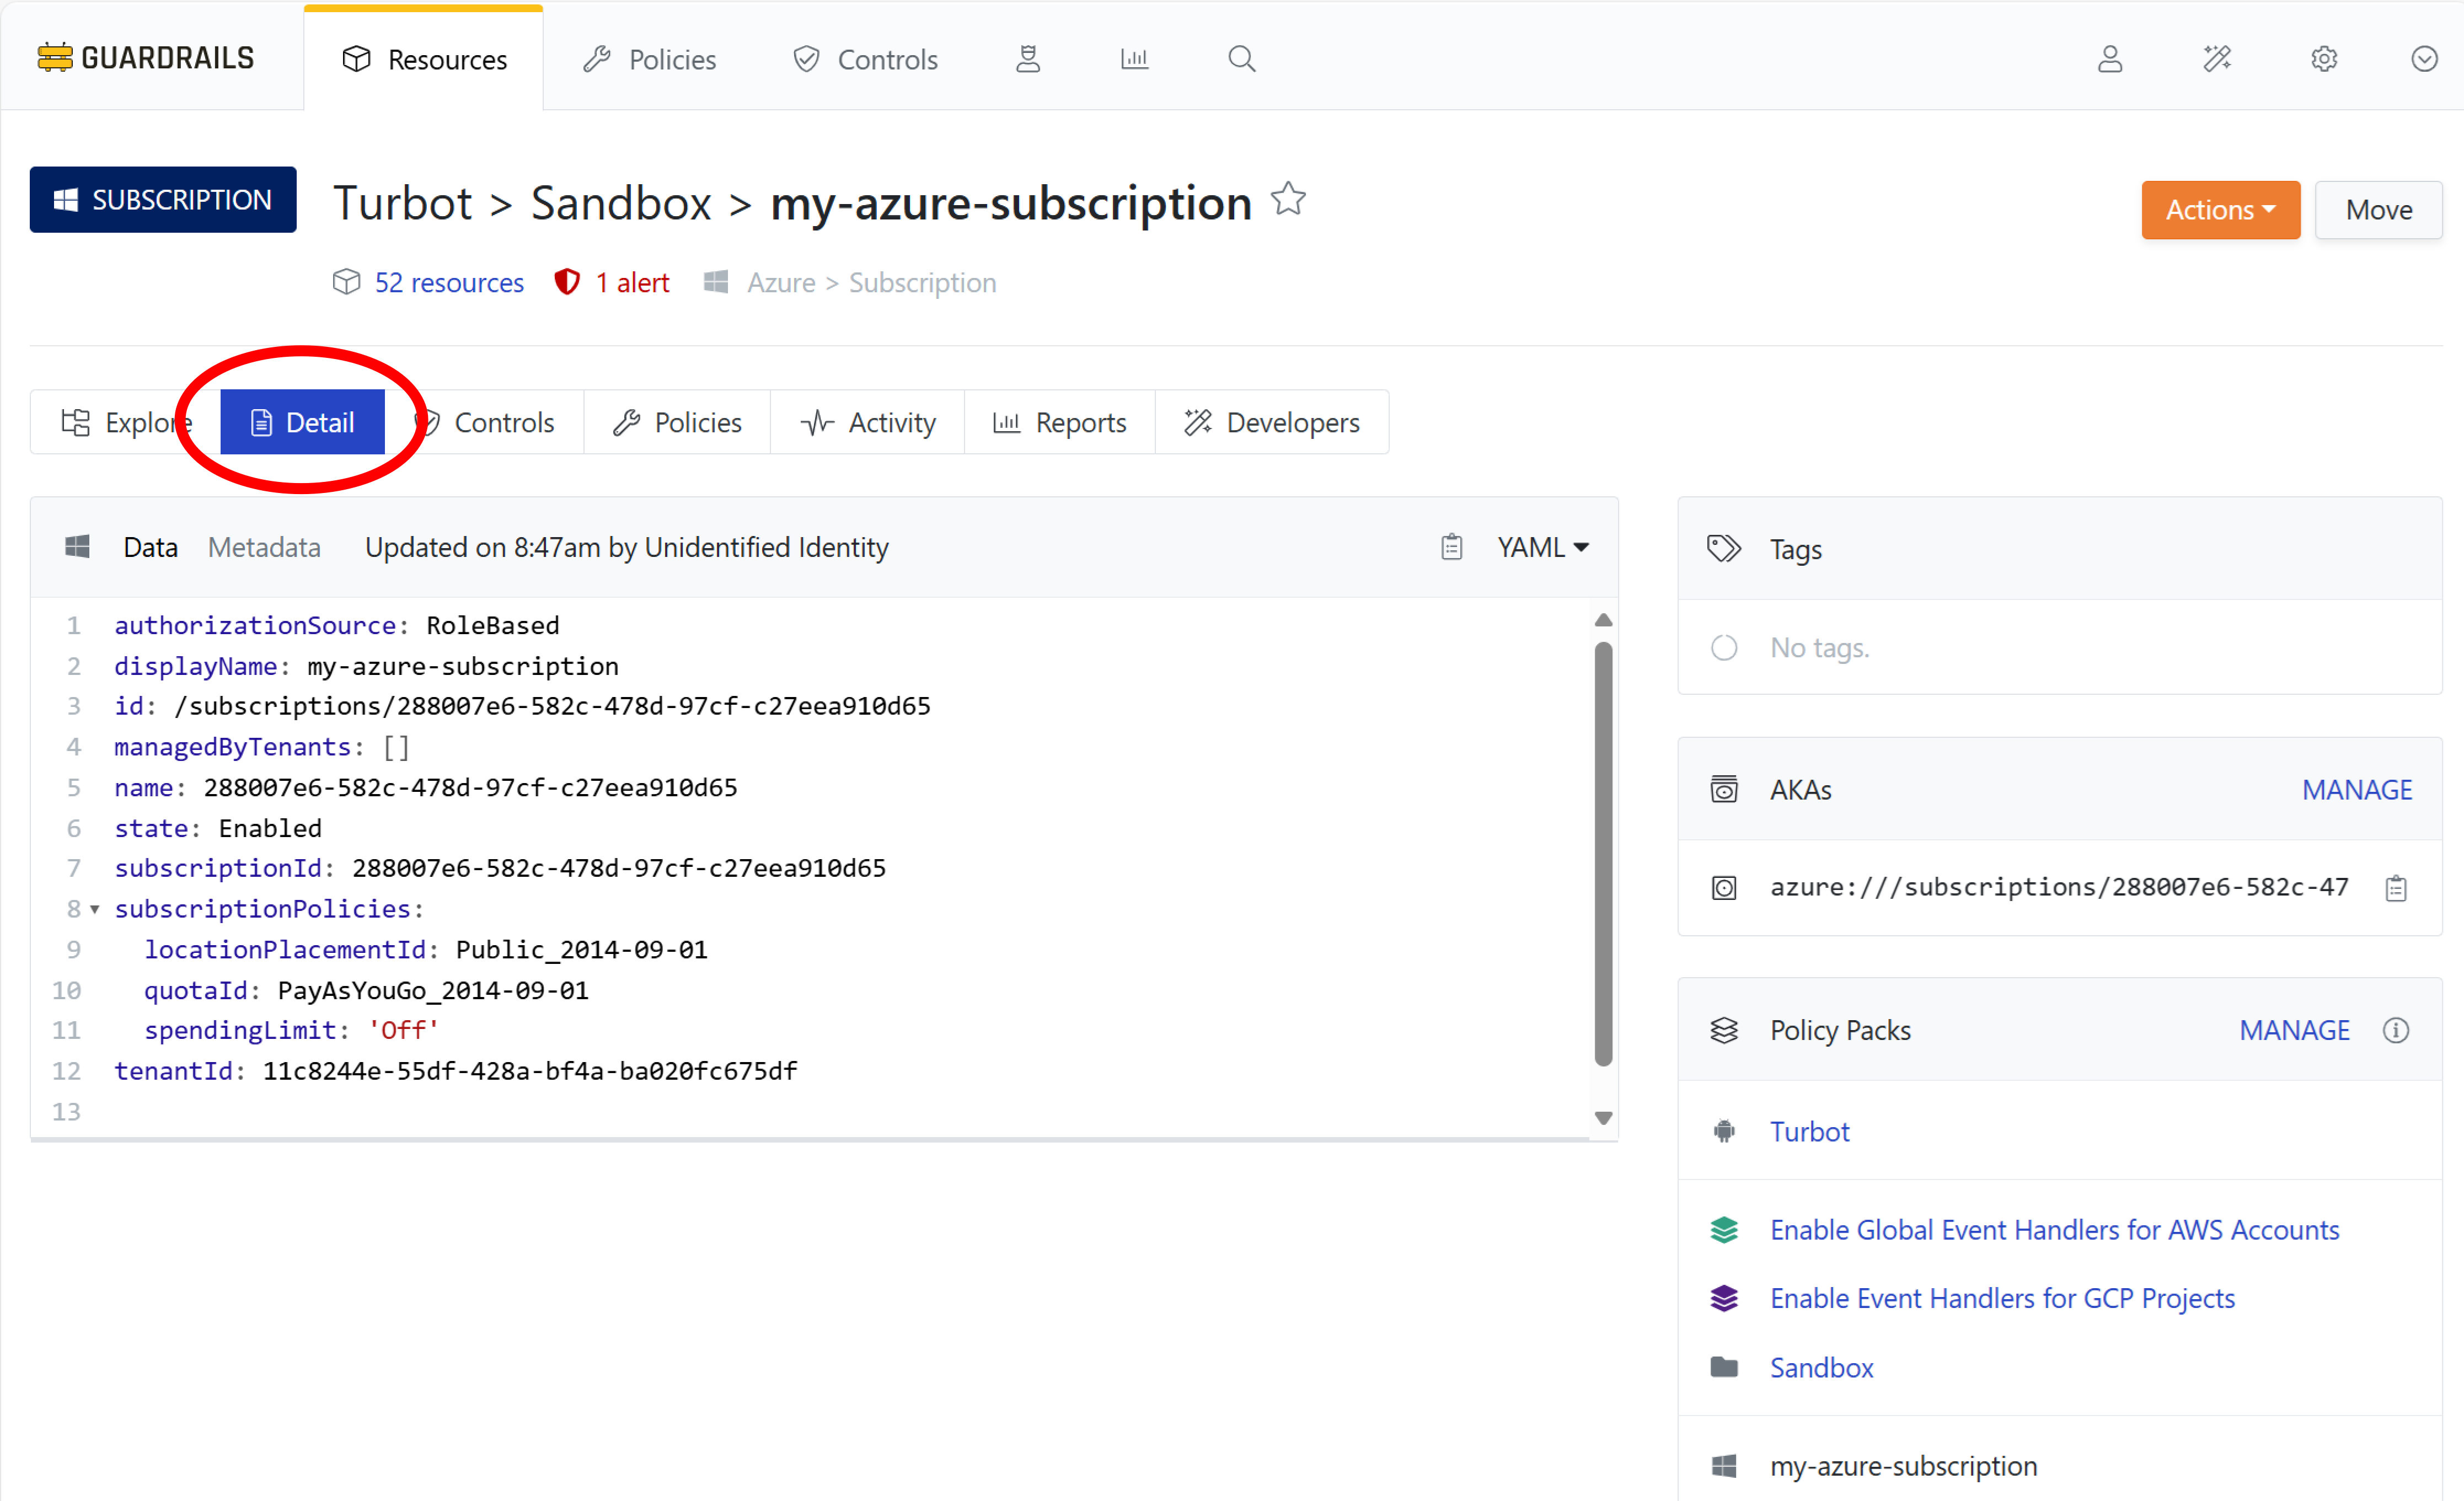 GUARDRAILS
Resources
Policies
Controls
SUBSCRIPTION
Turbot > Sandbox > my-azure-subscription
Actions
Move
52 resources
1 alert
Azure > Subscription
Explore
Detail
Controls
Policies
Activity
Reports
Developers
Data
Metadata
Updated on 8:47am by Unidentified Identity
YAML
1 authorizationSource: RoleBased
2 displayName: my-azure-subscription
3 id: /subscriptions/288007e6-582c-478d-97cf-c27eea910d65
4 managedByTenants: []
5 name: 288007e6-582c-478d-97cf-c27eea910d65
6 state: Enabled
7 subscriptionId: 288007e6-582c-478d-97cf-c27eea910d65
8 subscriptionPolicies:
9 locationPlacementId: Public_2014-09-01
10 quotaId: PayAsYouGo_2014-09-01
11 spendingLimit: 'Off'
12 tenantId: 11c8244e-55df-428a-bf4a-ba020fc675df
13
Tags
No tags.
AKAs
MANAGE
azure:///subscriptions/288007e6-582c-47
Policy Packs
MANAGE
Turbot
Enable Global Event Handlers for AWS Accounts
Enable Event Handlers for GCP Projects
Sandbox
my-azure-subscription